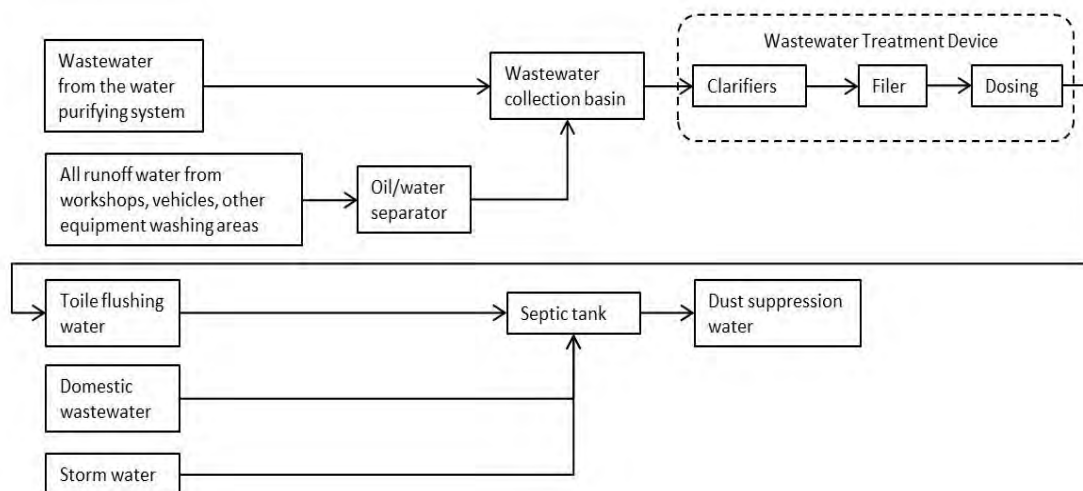 Wastewater Treatment Device
Wastewater
from the water
purifying system
Wastewater
collection basin
Clarifiers
Filer
Dosing
All runoff water from
workshops, vehicles, other
equipment washing areas
Oil/water
separator
Toile flushing
water
Septic tank
Dust suppression
water
Domestic
wastewater
Storm water